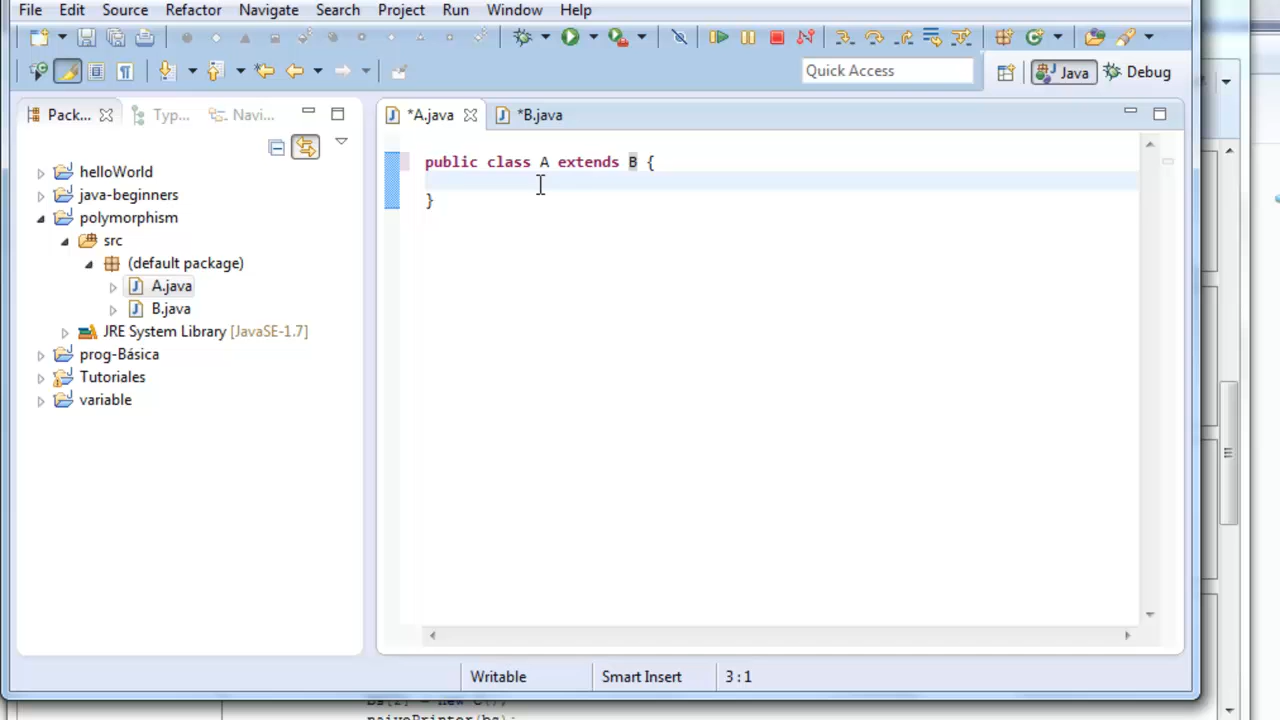 File Edit Source Refactor Navigate Search Project Run Window Help
Quick Access
Java
Debug
Pack...
Typ...
Navi...
*A.java
*B.java
helloWorld
java-beginners
polymorphism
src
(default package)
A.java
B.java
JRE System Library [JavaSE-1.7]
prog-Básica
Tutoriales
variable
public class A extends B {
}
Writable
Smart Insert
3 : 1